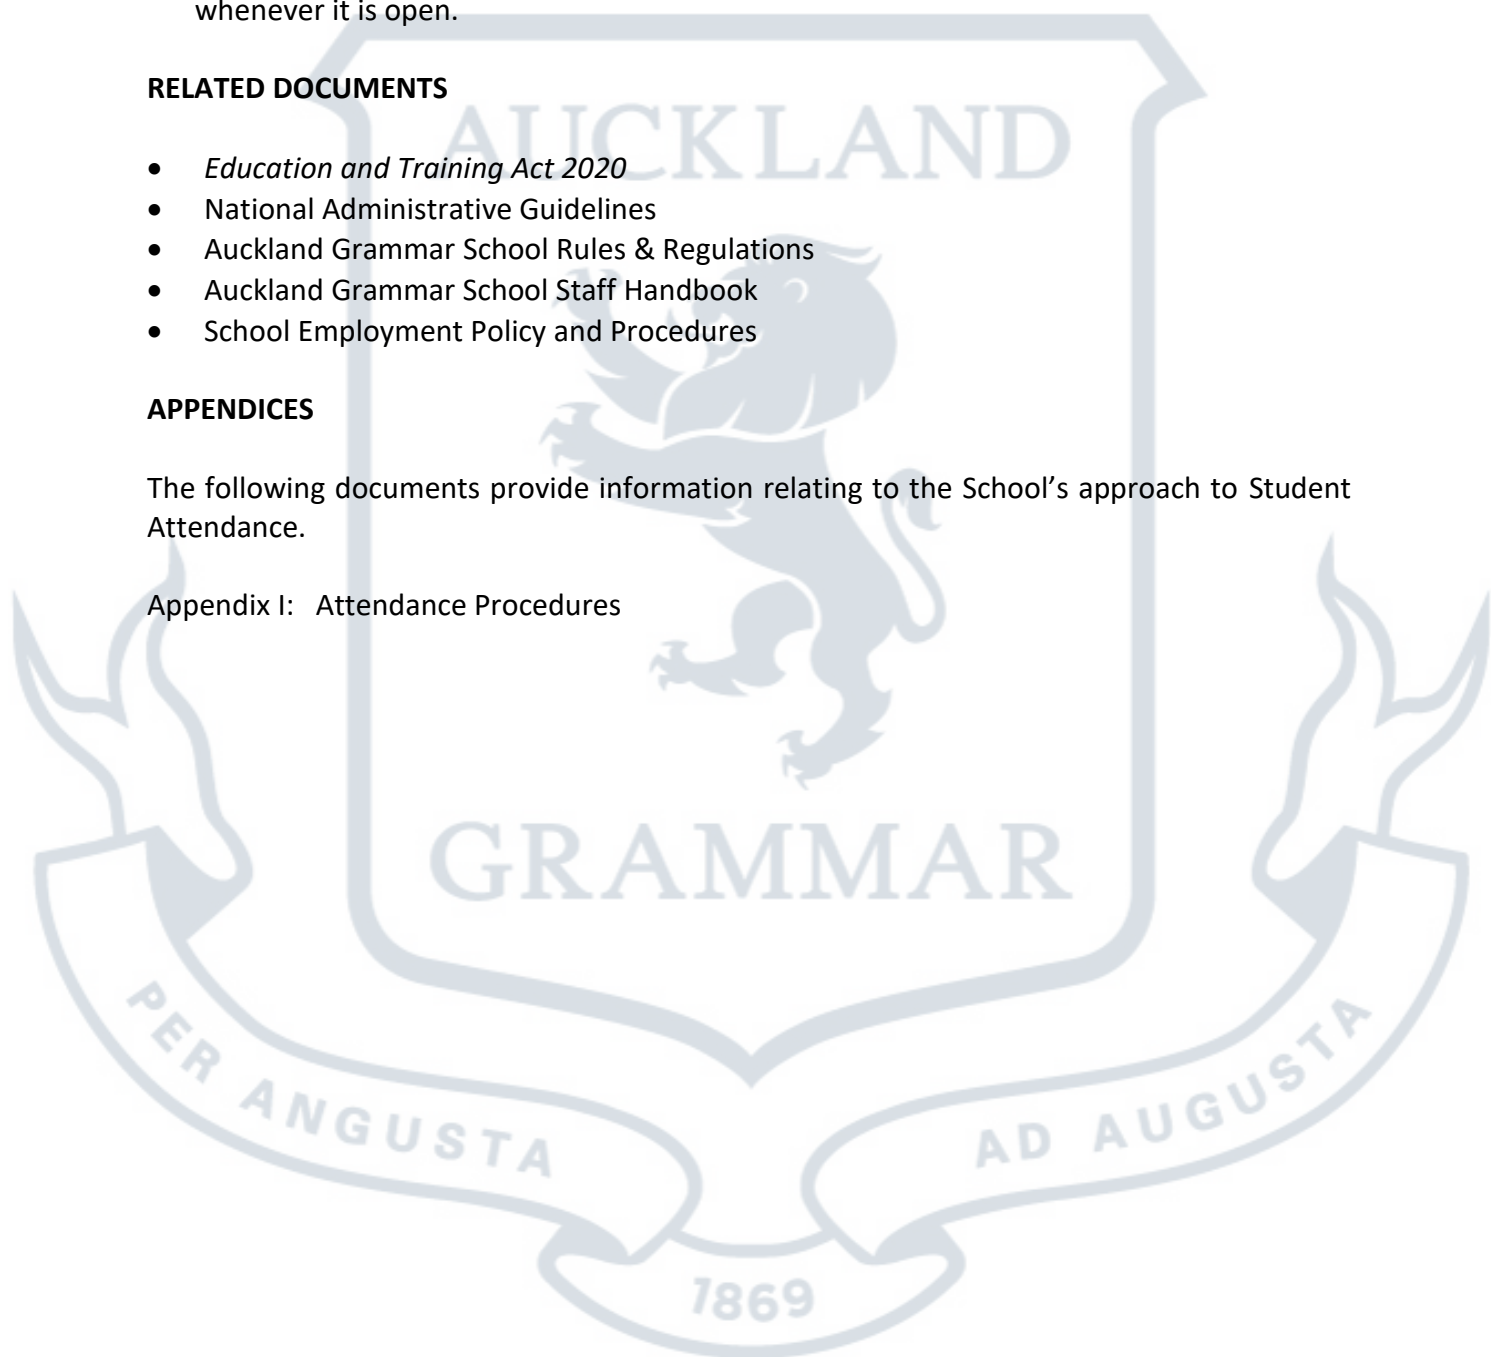 whenever it is open.
RELATED DOCUMENTS
• Education and Training Act 2020
• National Administrative Guidelines
• Auckland Grammar School Rules & Regulations
• Auckland Grammar School Staff Handbook
• School Employment Policy and Procedures
APPENDICES
The following documents provide information relating to the School’s approach to Student
Attendance.
Appendix I: Attendance Procedures
AUCKLAND
GRAMMAR
PER ANGUSTA
AD AUGUSTA
1869